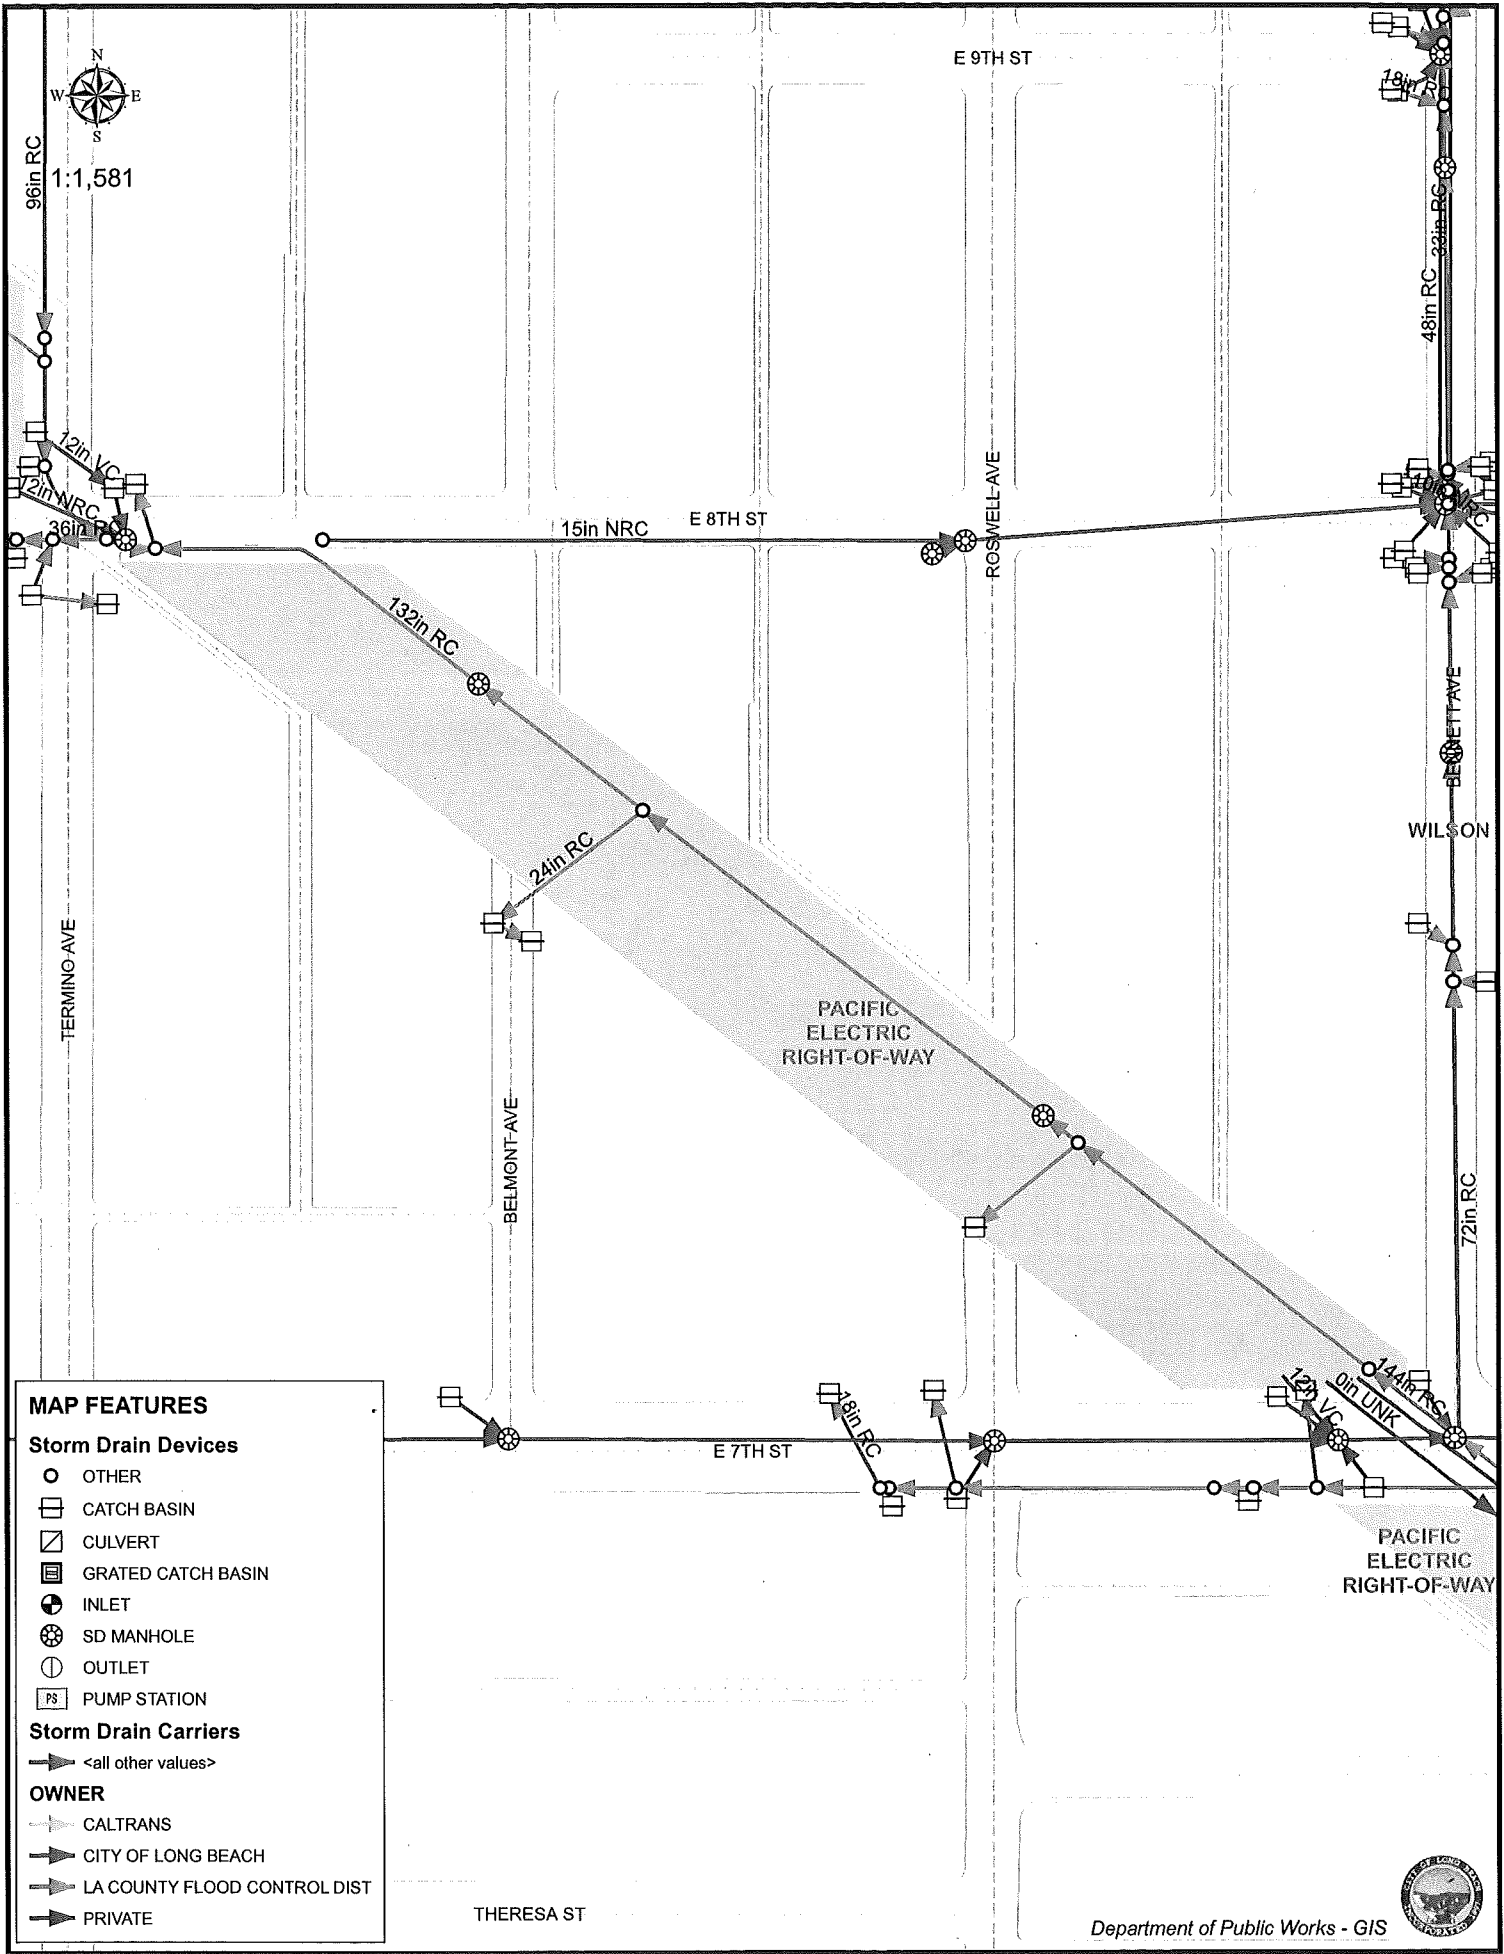 E 9TH ST
N
W E
S
1:1,581
96in RC
18in R
33in RC
48in RC
12in VC
12in NRC
36in RC
15in NRC
E 8TH ST
ROSWELL AVE
132in RC
24in RC
BENNETT AVE
WILSON
TERMINO AVE
BELMONT AVE
PACIFIC
ELECTRIC
RIGHT-OF-WAY
72in RC
144in RC
0in UNK
12in VC
18in RC
E 7TH ST
PACIFIC
ELECTRIC
RIGHT-OF-WAY
MAP FEATURES
Storm Drain Devices
OTHER
CATCH BASIN
CULVERT
GRATED CATCH BASIN
INLET
SD MANHOLE
OUTLET
PS PUMP STATION
Storm Drain Carriers
<all other values>
OWNER
CALTRANS
CITY OF LONG BEACH
LA COUNTY FLOOD CONTROL DIST
PRIVATE
THERESA ST
Department of Public Works - GIS